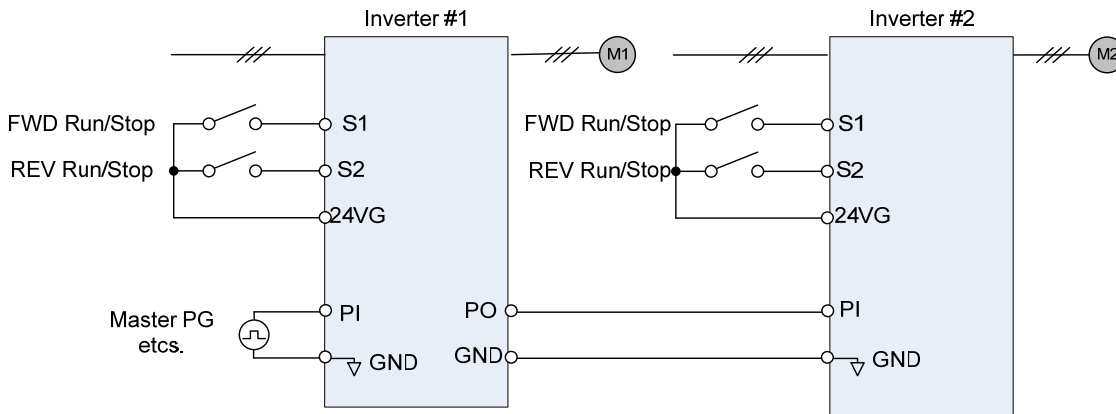 Inverter #1
Inverter #2
M1
M2
FWD Run/Stop
S1
FWD Run/Stop
S1
REV Run/Stop
S2
REV Run/Stop
S2
24VG
24VG
Master PG
etcs.
PI
PO
PI
GND
GND
GND